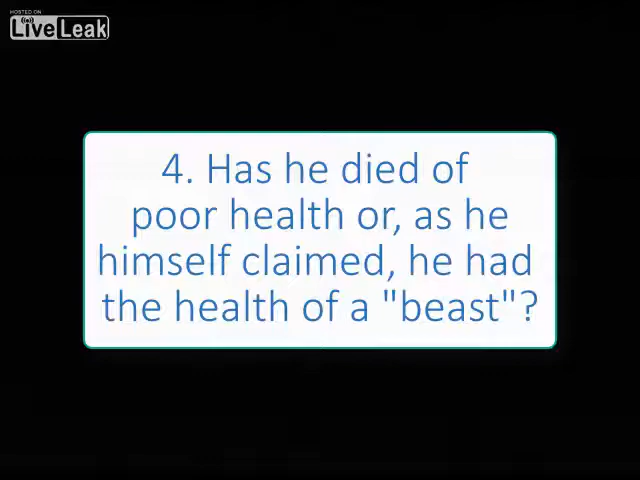 HOSTED ON
LiveLeak
4. Has he died of
poor health or, as he
himself claimed, he had
the health of a "beast"?